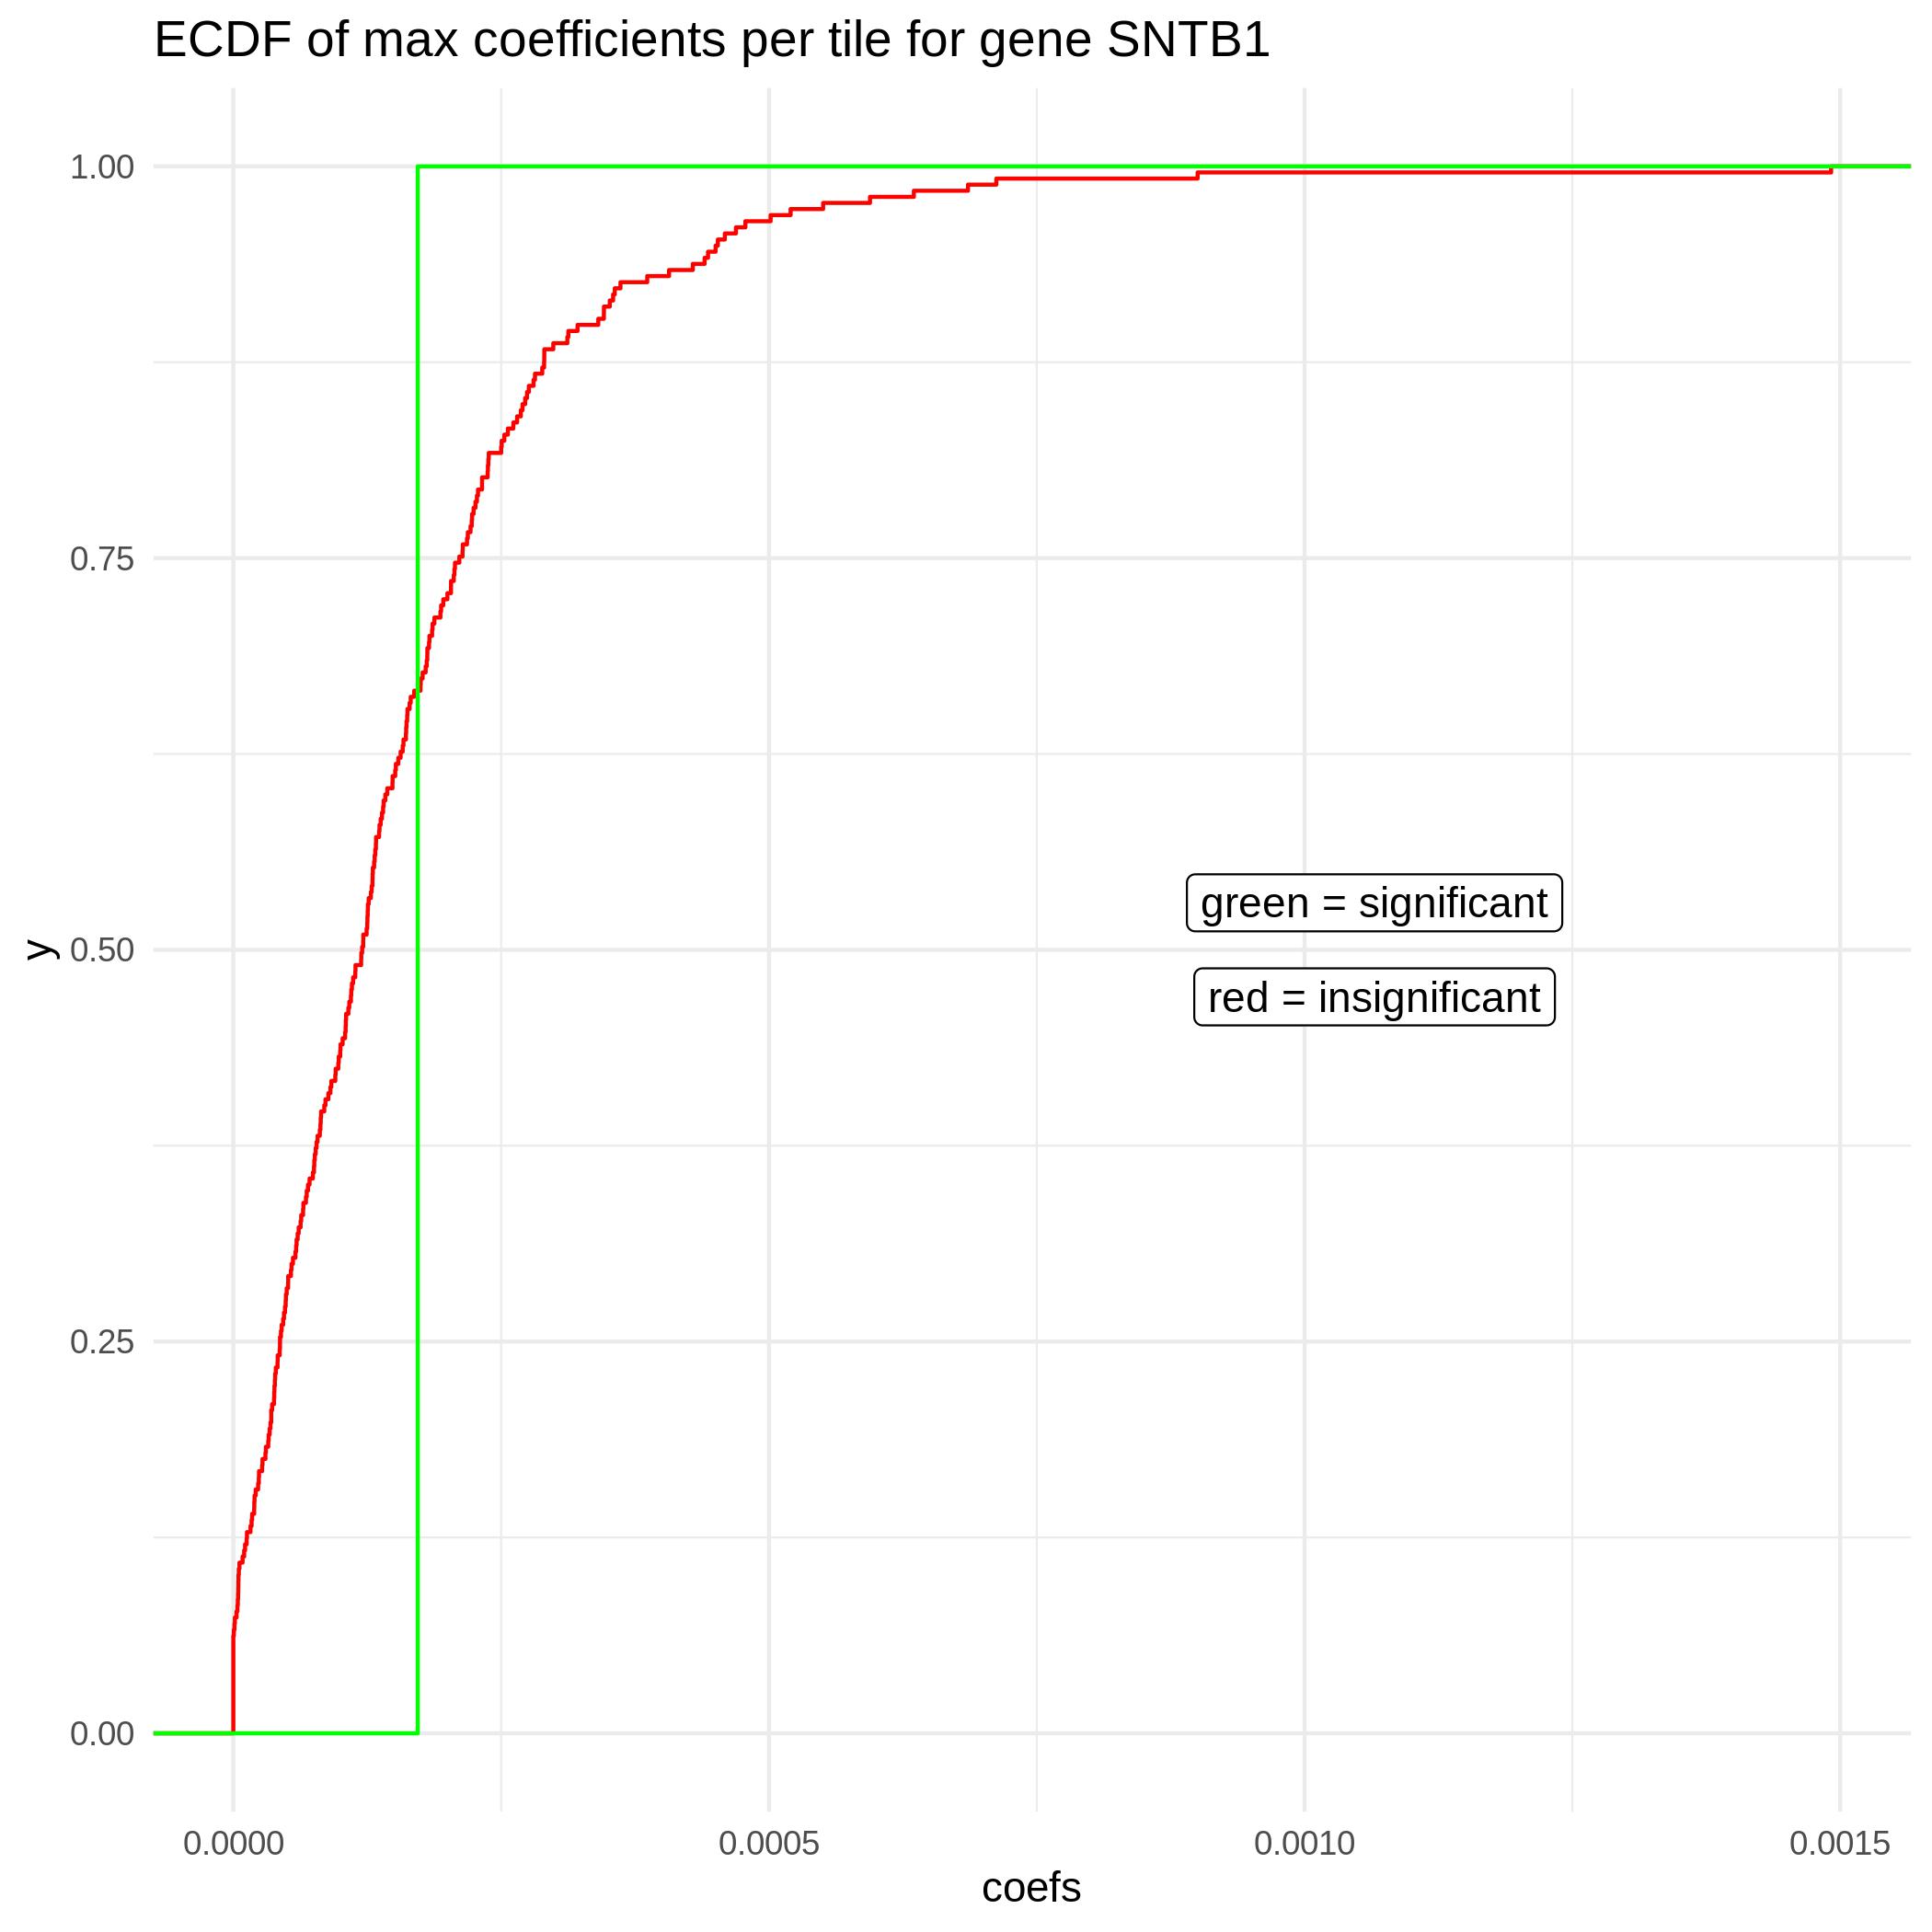 ECDF of max coefficients per tile for gene SNTB1
1.00
0.75
0.50
0.25
0.00
y
green = significant
red = insignificant
0.0000 0.0005 0.0010 0.0015
coefs